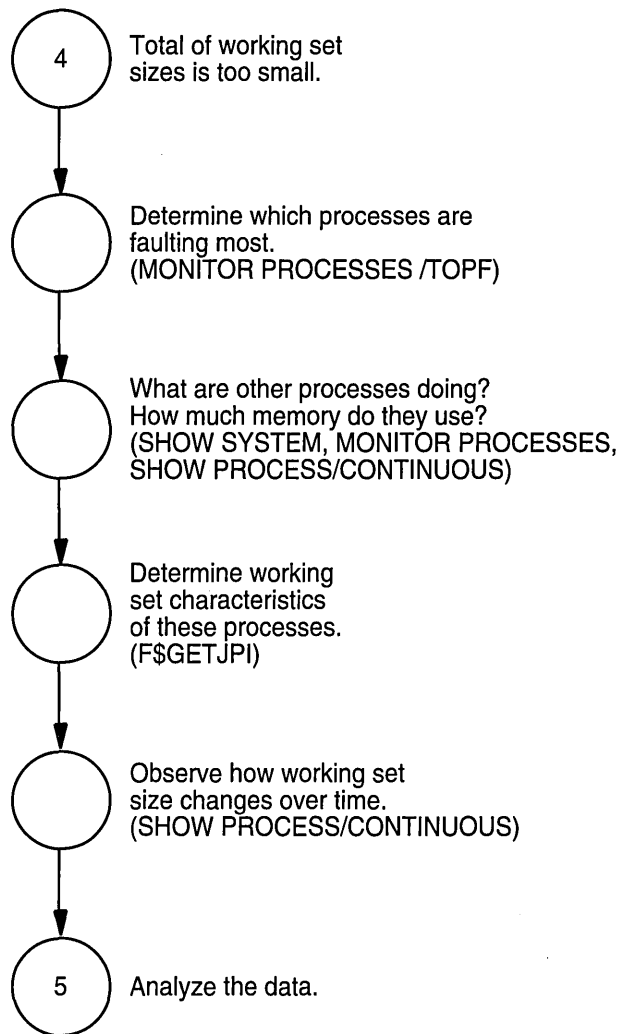 4
Total of working set
sizes is too small.
Determine which processes are
faulting most.
(MONITOR PROCESSES /TOPF)
What are other processes doing?
How much memory do they use?
(SHOW SYSTEM, MONITOR PROCESSES,
SHOW PROCESS/CONTINUOUS)
Determine working
set characteristics
of these processes.
(F$GETJPI)
Observe how working set
size changes over time.
(SHOW PROCESS/CONTINUOUS)
5
Analyze the data.